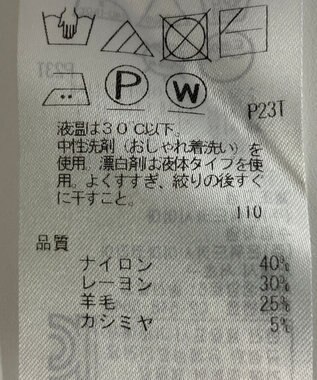 P
W
P23T
液温は30℃以下。
中性洗剤(おしゃれ着洗い)を
使用。漂白剤は液体タイプを使
用。よくすすぎ、絞りの後すぐ
に干すこと。
110
品質
ナイロン 40%
レーヨン 30%
羊毛 25%
カシミヤ 5%